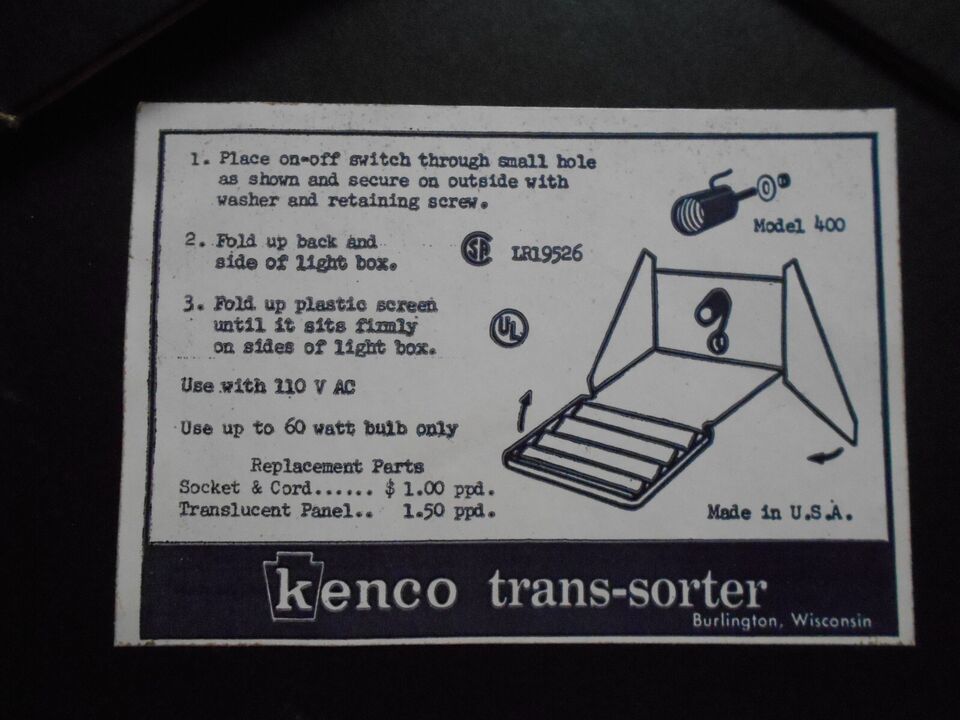 1. Place on-off switch through small hole
as shown and secure on outside with
washer and retaining screw.
Model 400
2. Fold up back and
side of light box.
SA LR19526
3. Fold up plastic screen
until it sits firmly
on sides of light box.
UL
Use with 110 V AC
Use up to 60 watt bulb only
Replacement Parts
Socket & Cord...... $ 1.00 ppd.
Translucent Panel.. 1.50 ppd.
Made in U.S.A.
kenco trans-sorter
Burlington, Wisconsin